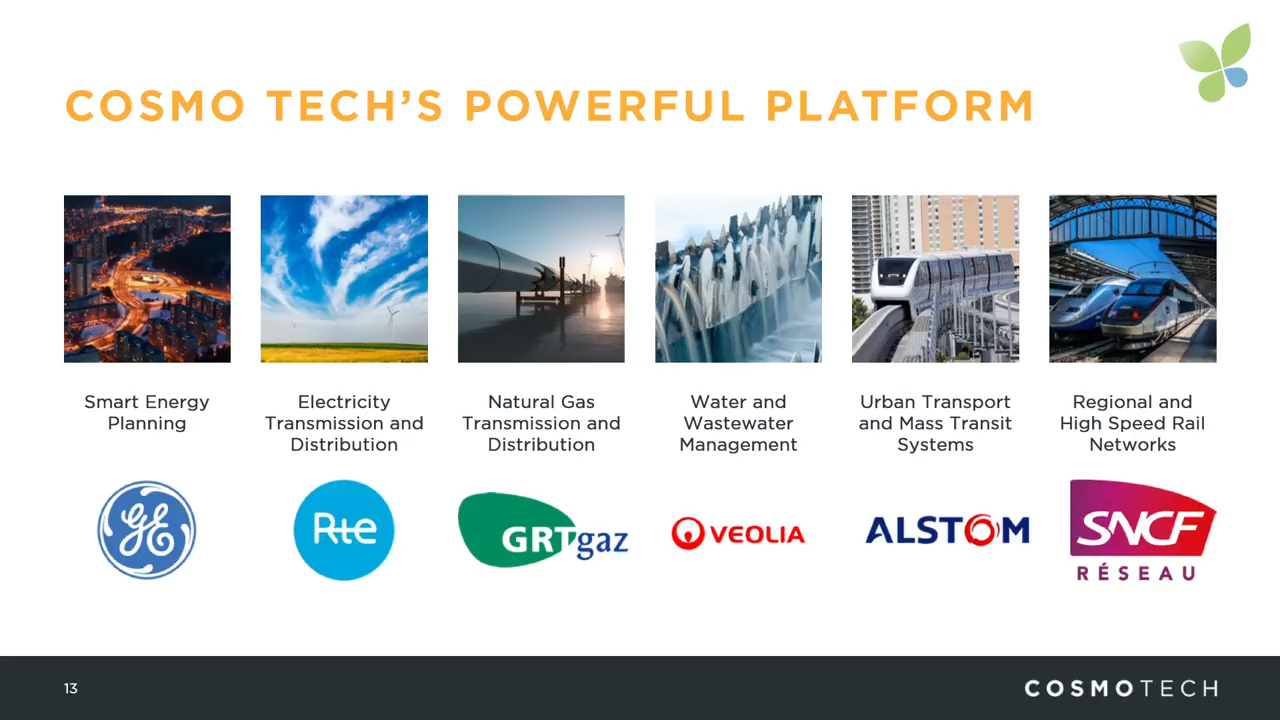 COSMO TECH'S POWERFUL PLATFORM
Smart Energy
Planning
Electricity
Transmission and
Distribution
Natural Gas
Transmission and
Distribution
Water and
Wastewater
Management
Urban Transport
and Mass Transit
Systems
Regional and
High Speed Rail
Networks
GE
Rte
GRTgaz
VEOLIA
ALSTOM
SNCF
RÉSEAU
13
COSMOTECH